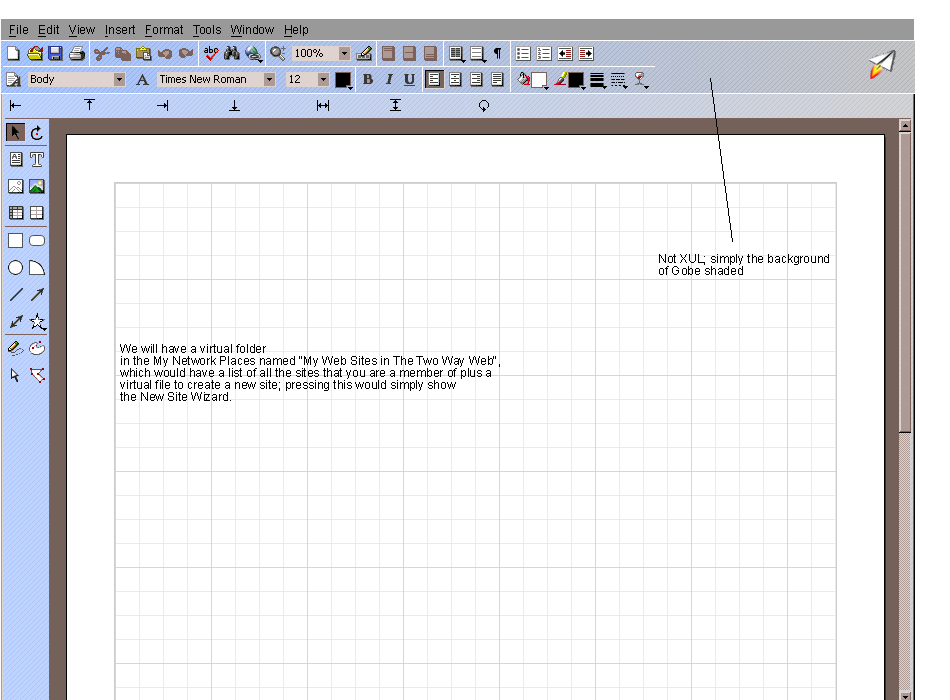 File Edit View Insert Format Tools Window Help
abc 100% ¶
Body A Times New Roman 12 B I U
T
Not XUL; simply the background
of Gobe shaded
We will have a virtual folder
in the My Network Places named "My Web Sites in The Two Way Web",
which would have a list of all the sites that you are a member of plus a
virtual file to create a new site; pressing this would simply show
the New Site Wizard.